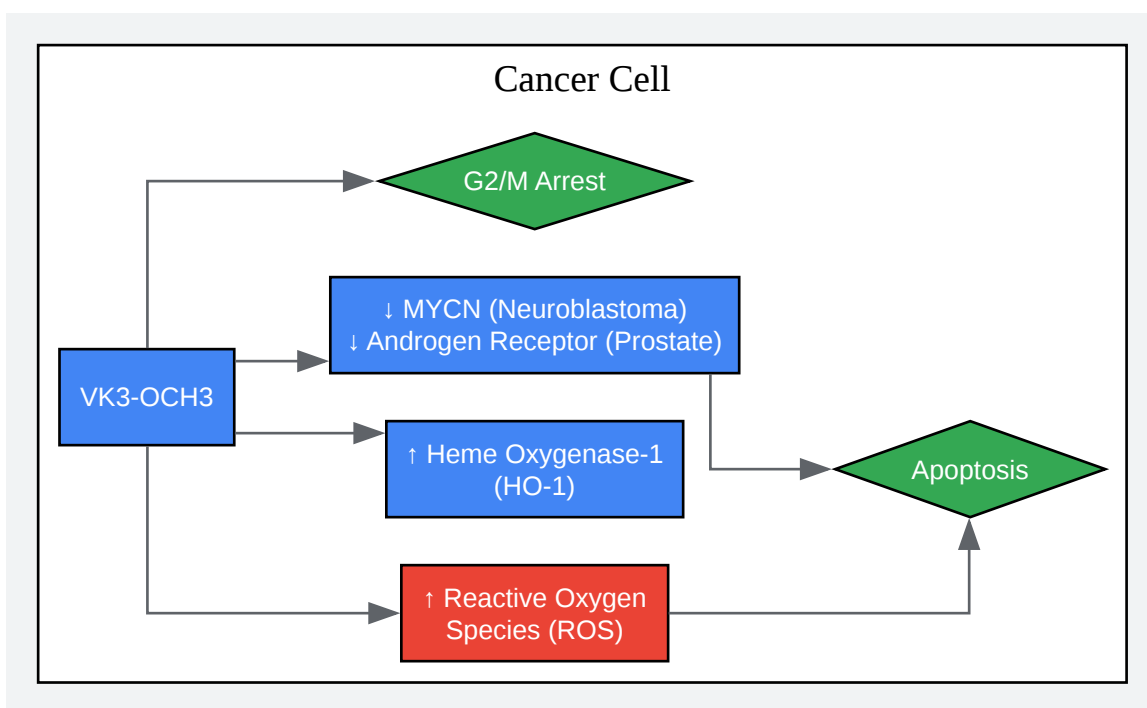 Cancer Cell
G2/M Arrest
↓ MYCN (Neuroblastoma)
↓ Androgen Receptor (Prostate)
VK3-OCH3
↑ Heme Oxygenase-1
(HO-1)
Apoptosis
↑ Reactive Oxygen
Species (ROS)